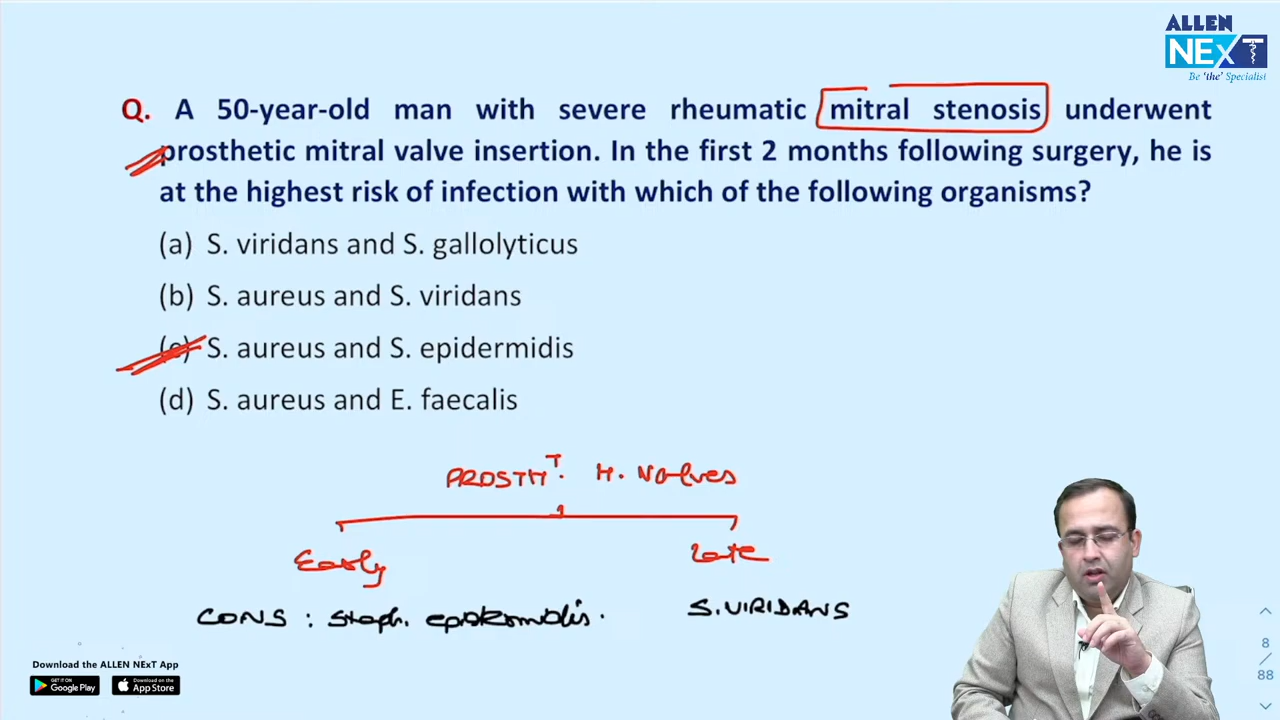 ALLEN
NExT
Be 'the' Specialist
Q. A 50-year-old man with severe rheumatic mitral stenosis underwent
prosthetic mitral valve insertion. In the first 2 months following surgery, he is
at the highest risk of infection with which of the following organisms?
(a) S. viridans and S. gallolyticus
(b) S. aureus and S. viridans
(c) S. aureus and S. epidermidis
(d) S. aureus and E. faecalis
PROSTH T. H. Valves
Early
Late
CONS : Staph. epidermidis.
S. VIRIDANS
Download the ALLEN NExT App
GET IT ON
Google Play
Download on the
App Store
8
/
88